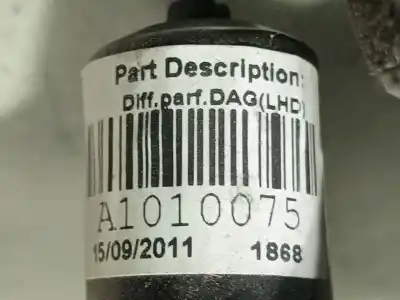 Part Description:
Diff.parf.DAG(LHD)
A1010075
15/09/2011 1868